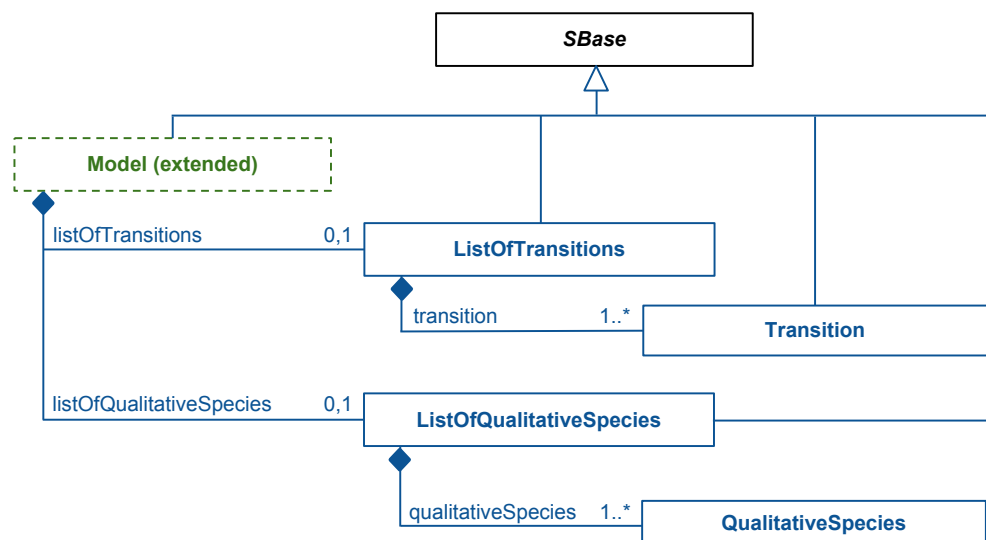 SBase
Model (extended)
listOfTransitions 0,1
ListOfTransitions
transition 1..*
Transition
listOfQualitativeSpecies 0,1
ListOfQualitativeSpecies
qualitativeSpecies 1..*
QualitativeSpecies